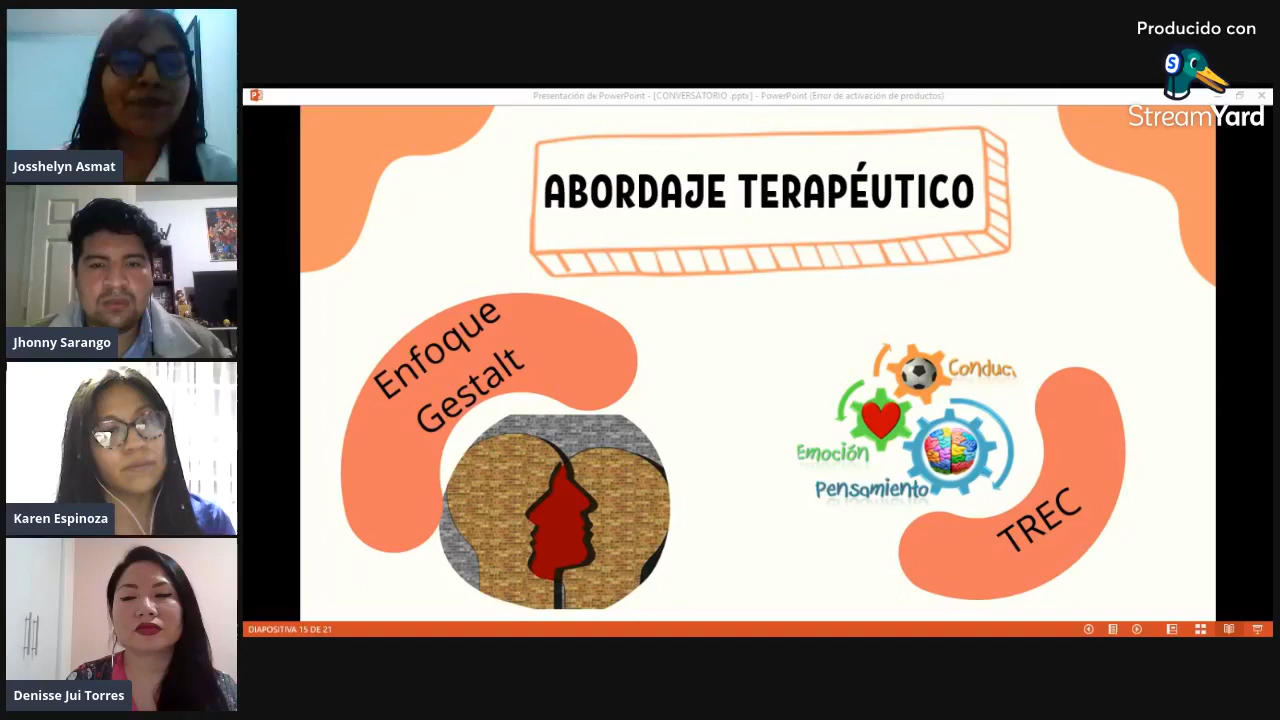 Producido con
S
StreamYard
Presentación de PowerPoint - [CONVERSATORIO .pptx] - PowerPoint (Error de activación de productos)
ABORDAJE TERAPÉUTICO
Enfoque
Gestalt
Conduc
Emoción
Pensamiento
TREC
DIAPOSITIVA 15 DE 21
Josshelyn Asmat
Jhonny Sarango
Karen Espinoza
Denisse Jui Torres